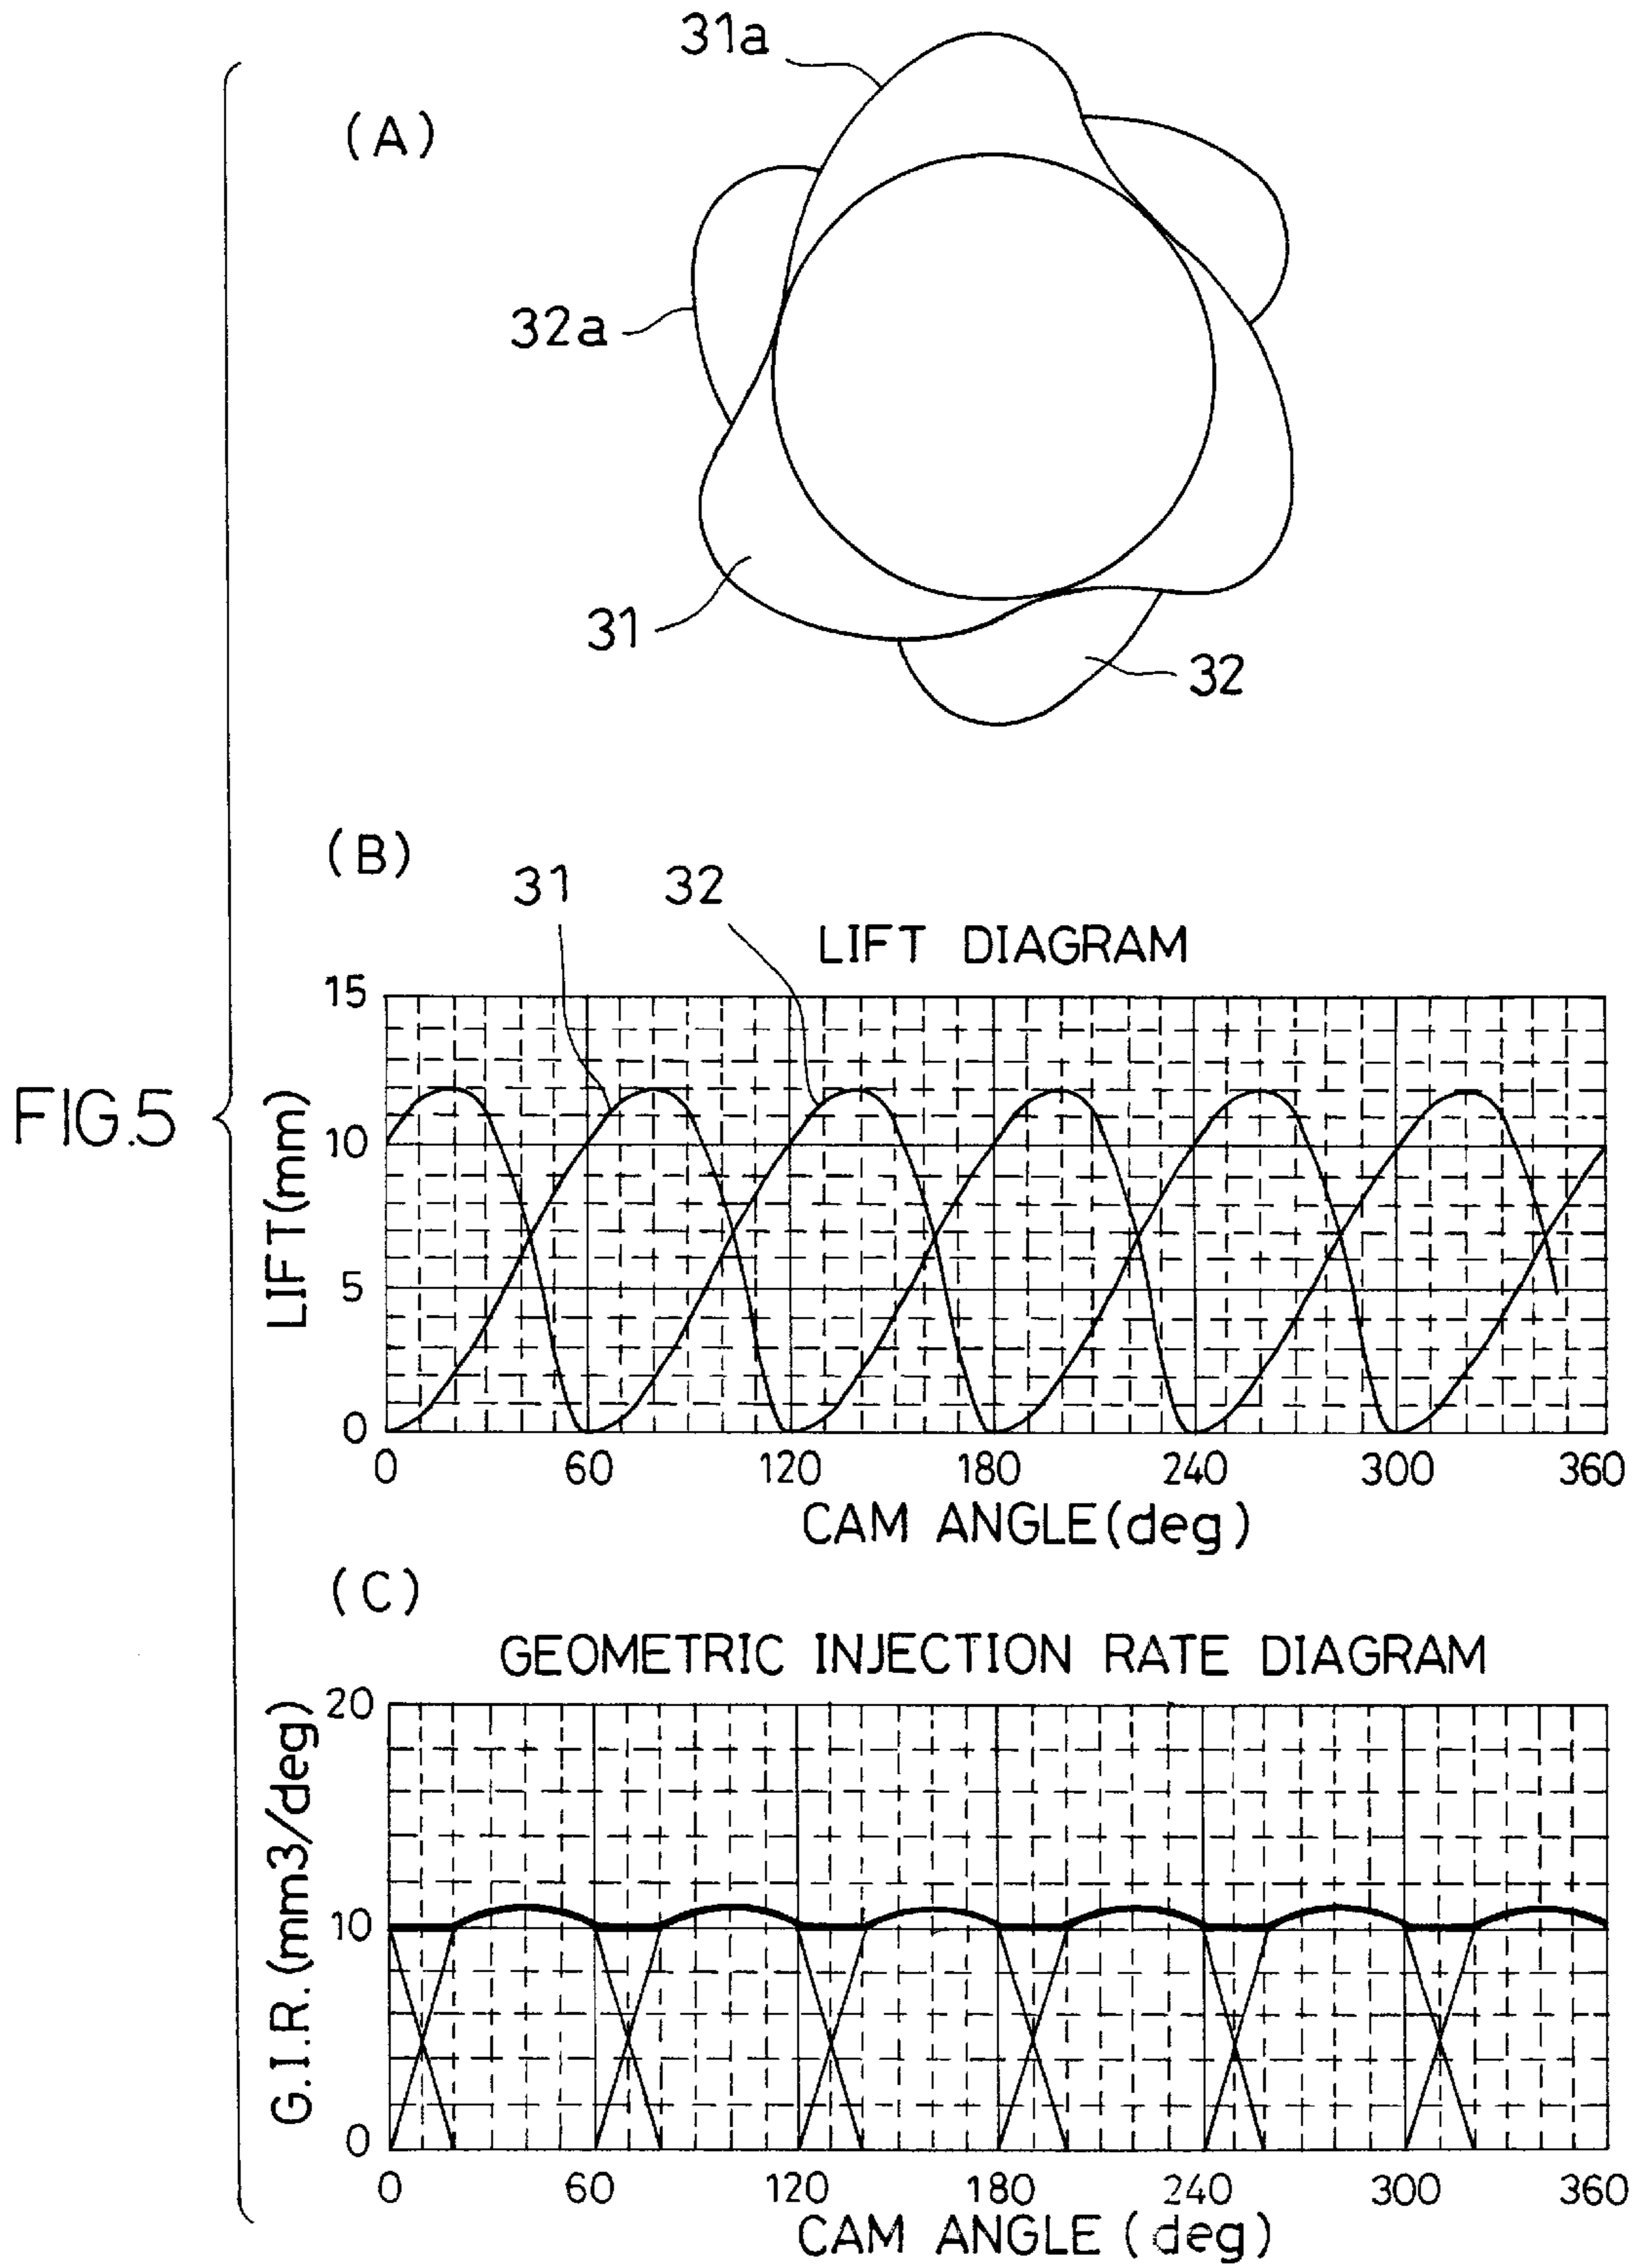 FIG.5
(A)
31a
32a
31
32
(B)
31
32
LIFT DIAGRAM
LIFT(mm)
15
10
5
0
0 60 120 180 240 300 360
CAM ANGLE(deg)
(C)
GEOMETRIC INJECTION RATE DIAGRAM
G.I.R.(mm3/deg)
20
10
0
0 60 120 180 240 300 360
CAM ANGLE (deg)